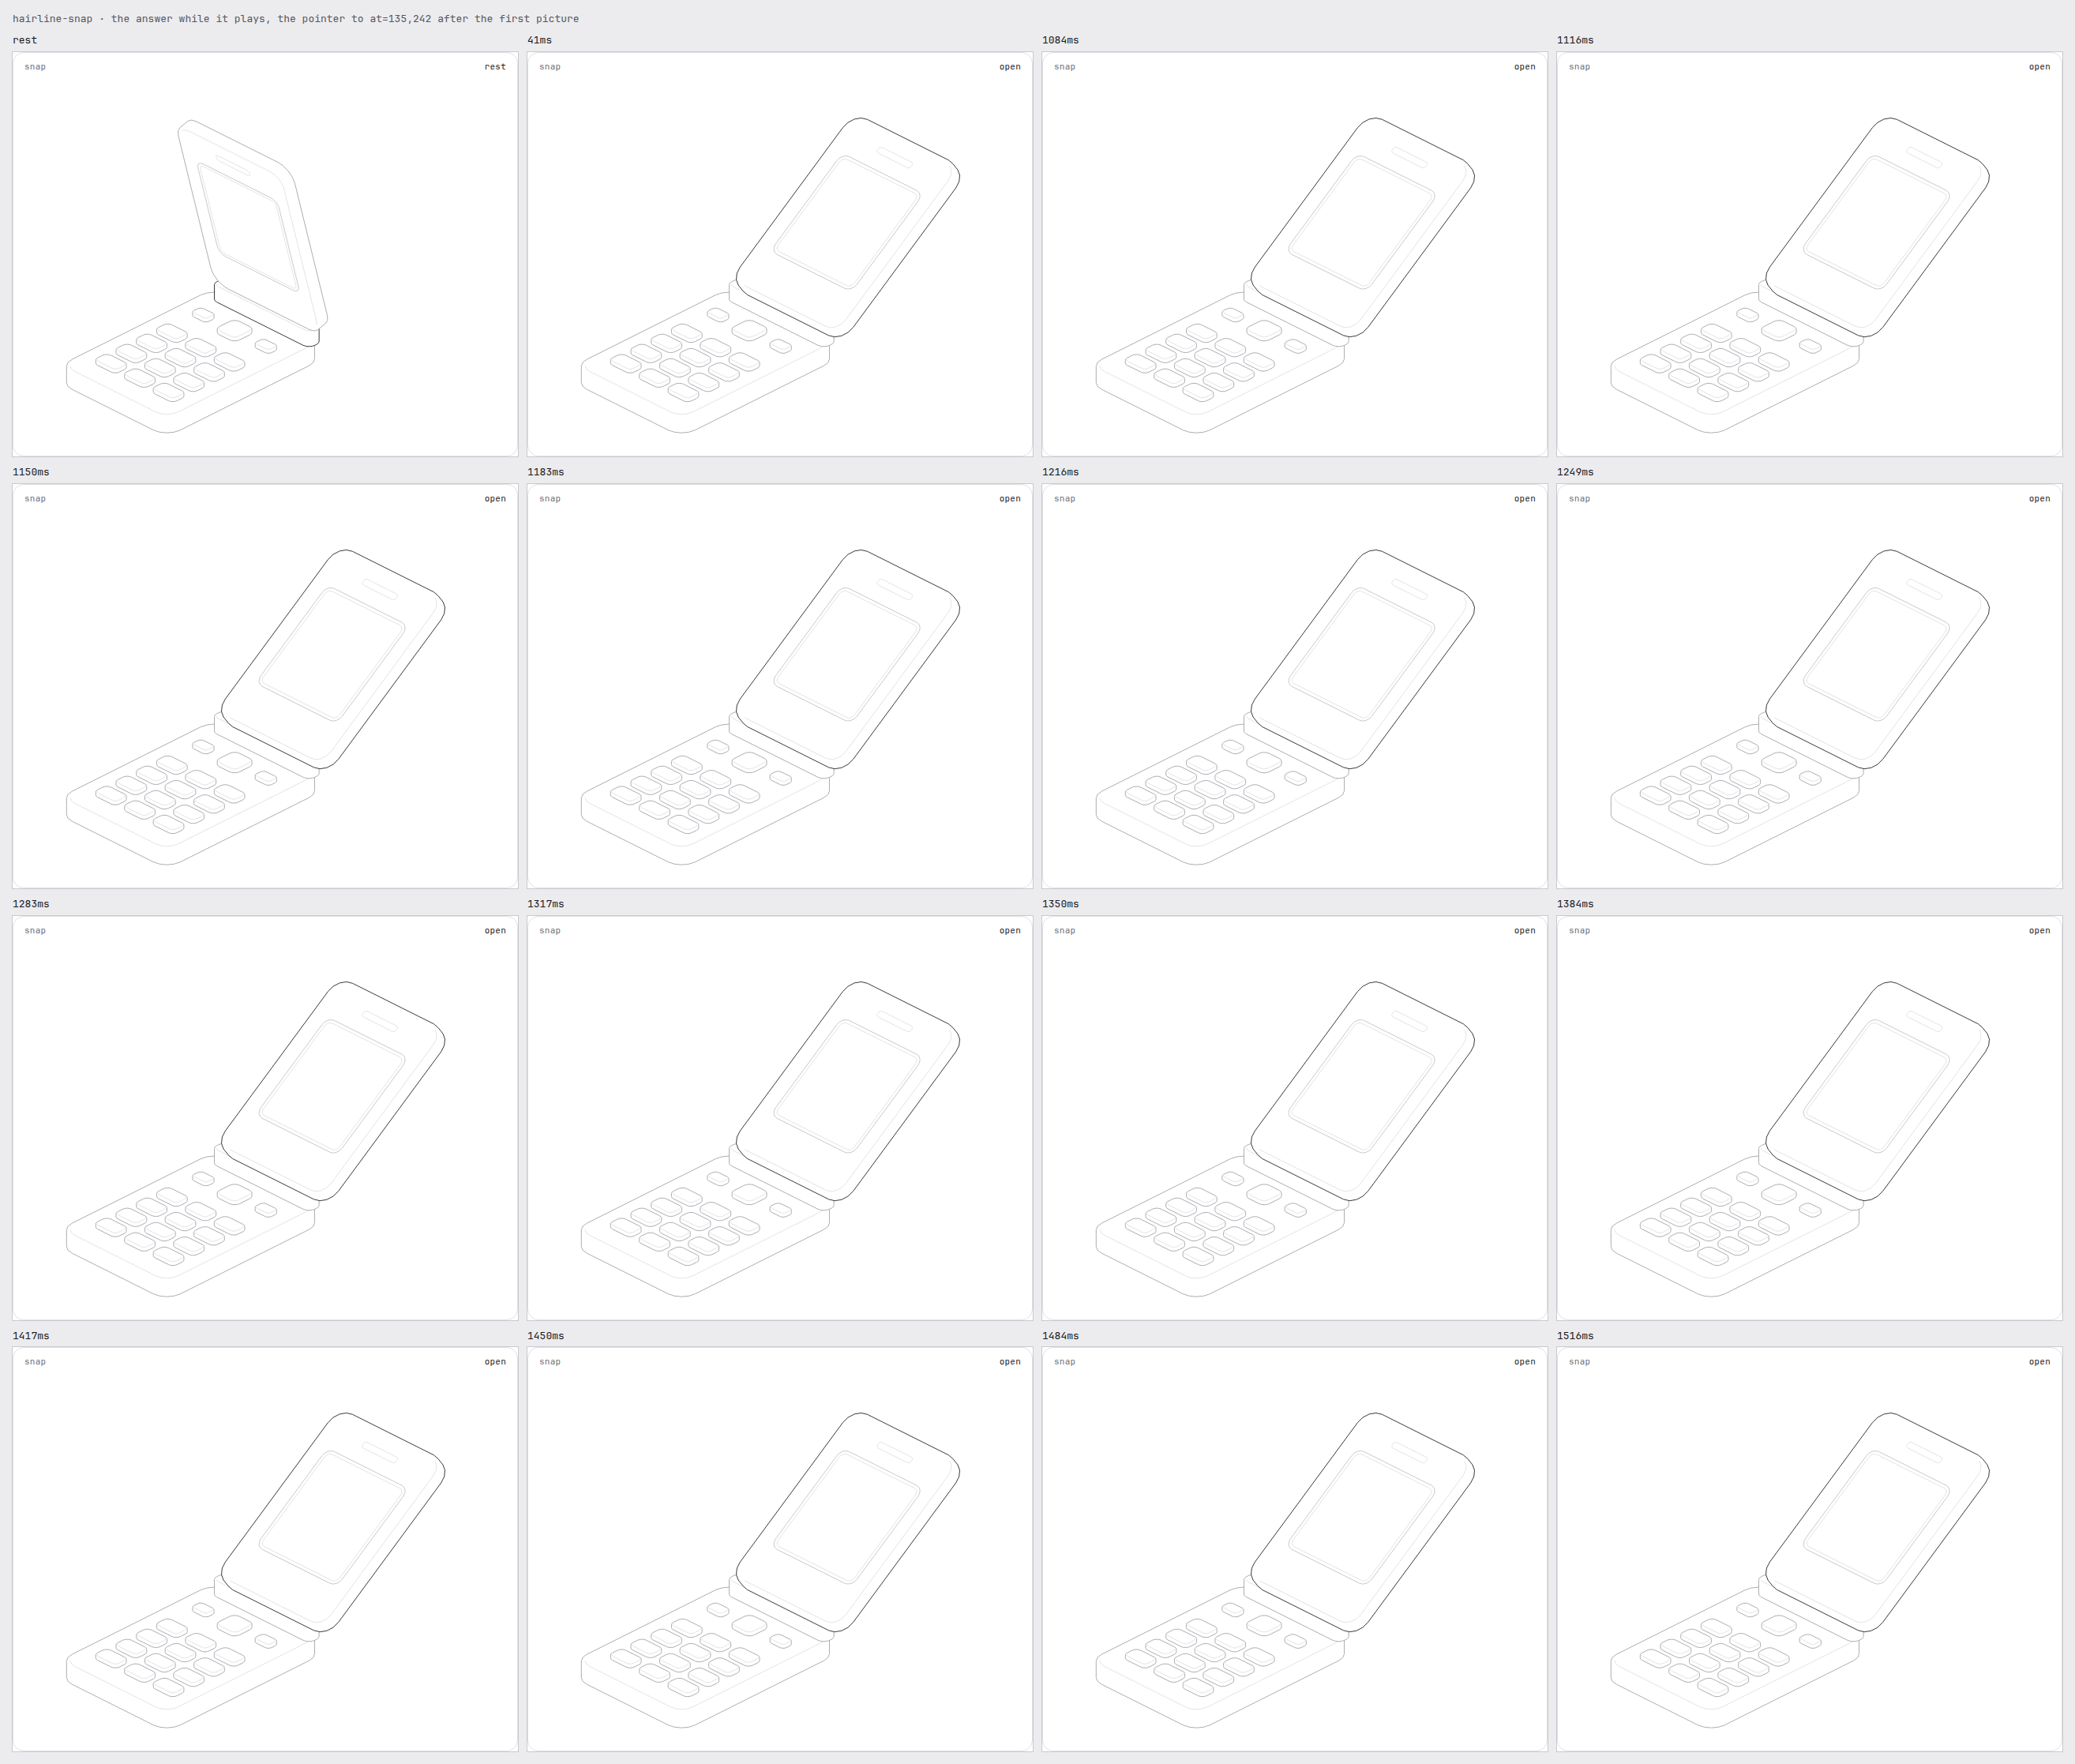 hairline-snap · the answer while it plays, the pointer to at=135,242 after the first picture
rest 41ms 1084ms 1116ms
snap rest snap open snap open snap open
1150ms 1183ms 1216ms 1249ms
snap open snap open snap open snap open
1283ms 1317ms 1350ms 1384ms
snap open snap open snap open snap open
1417ms 1450ms 1484ms 1516ms
snap open snap open snap open snap open